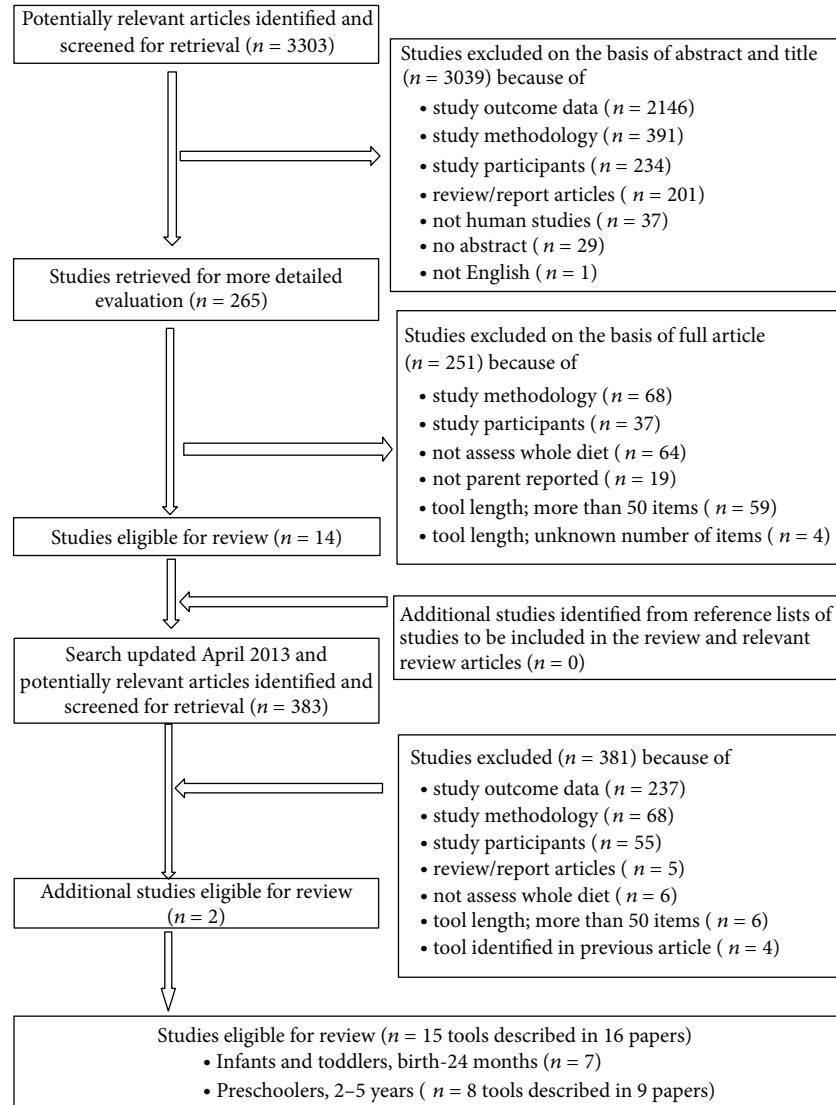 Potentially relevant articles identified and
screened for retrieval (n = 3303)
Studies excluded on the basis of abstract and title
(n = 3039) because of
• study outcome data (n = 2146)
• study methodology (n = 391)
• study participants (n = 234)
• review/report articles ( n = 201)
• not human studies (n = 37)
• no abstract (n = 29)
• not English (n = 1)
Studies retrieved for more detailed
evaluation (n = 265)
Studies excluded on the basis of full article
(n = 251) because of
• study methodology (n = 68)
• study participants (n = 37)
• not assess whole diet (n = 64)
• not parent reported (n = 19)
• tool length; more than 50 items (n = 59)
• tool length; unknown number of items (n = 4)
Studies eligible for review (n = 14)
Additional studies identified from reference lists of
studies to be included in the review and relevant
review articles (n = 0)
Search updated April 2013 and
potentially relevant articles identified and
screened for retrieval (n = 383)
Studies excluded (n = 381) because of
• study outcome data (n = 237)
• study methodology (n = 68)
• study participants (n = 55)
• review/report articles (n = 5)
• not assess whole diet (n = 6)
• tool length; more than 50 items ( n = 6)
• tool identified in previous article ( n = 4)
Additional studies eligible for review
(n = 2)
Studies eligible for review (n = 15 tools described in 16 papers)
• Infants and toddlers, birth-24 months (n = 7)
• Preschoolers, 2–5 years ( n = 8 tools described in 9 papers)